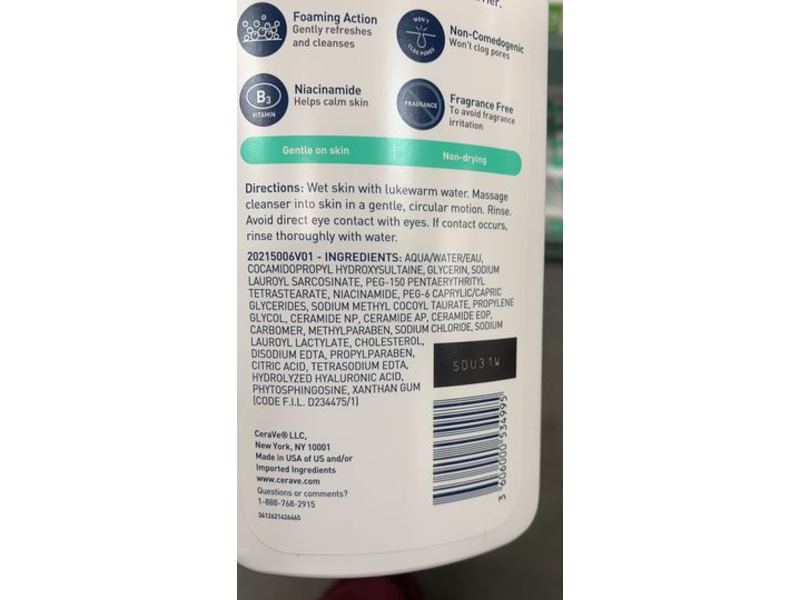 Foaming Action
Gently refreshes
and cleanses
WON'T
CLOG PORES
Non-Comedogenic
Won't clog pores
B3
VITAMIN
Niacinamide
Helps calm skin
FRAGRANCE
Fragrance Free
To avoid fragrance
irritation
Gentle on skin
Non-drying
Directions: Wet skin with lukewarm water. Massage
cleanser into skin in a gentle, circular motion. Rinse.
Avoid direct eye contact with eyes. If contact occurs,
rinse thoroughly with water.
20215006V01 - INGREDIENTS: AQUA/WATER/EAU,
COCAMIDOPROPYL HYDROXYSULTAINE, GLYCERIN, SODIUM
LAUROYL SARCOSINATE, PEG-150 PENTAERYTHRITYL
TETRASTEARATE, NIACINAMIDE, PEG-6 CAPRYLIC/CAPRIC
GLYCERIDES, SODIUM METHYL COCOYL TAURATE, PROPYLENE
GLYCOL, CERAMIDE NP, CERAMIDE AP, CERAMIDE EOP,
CARBOMER, METHYLPARABEN, SODIUM CHLORIDE, SODIUM
LAUROYL LACTYLATE, CHOLESTEROL,
DISODIUM EDTA, PROPYLPARABEN,
CITRIC ACID, TETRASODIUM EDTA,
HYDROLYZED HYALURONIC ACID,
PHYTOSPHINGOSINE, XANTHAN GUM
(CODE F.I.L. D234475/1)
SDU31W
3 606000 534995
CeraVe® LLC,
New York, NY 10001
Made in USA of US and/or
Imported Ingredients
www.cerave.com
Questions or comments?
1-888-768-2915
3612621426465